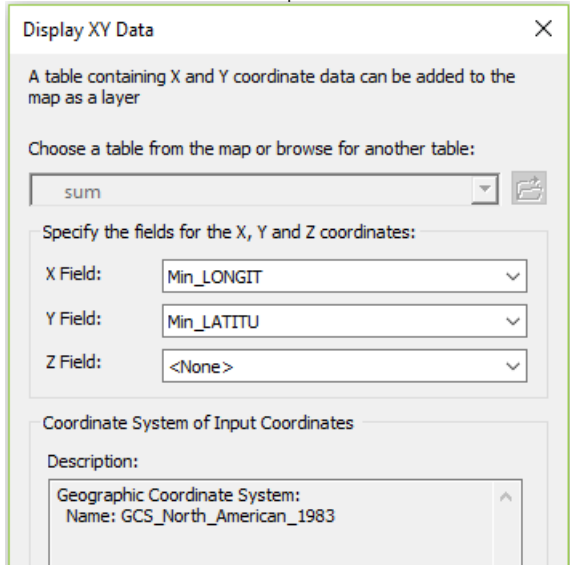 Display XY Data
A table containing X and Y coordinate data can be added to the
map as a layer
Choose a table from the map or browse for another table:
sum
Specify the fields for the X, Y and Z coordinates:
X Field:
Min_LONGIT
Y Field:
Min_LATITU
Z Field:
<None>
Coordinate System of Input Coordinates
Description:
Geographic Coordinate System:
Name: GCS_North_American_1983